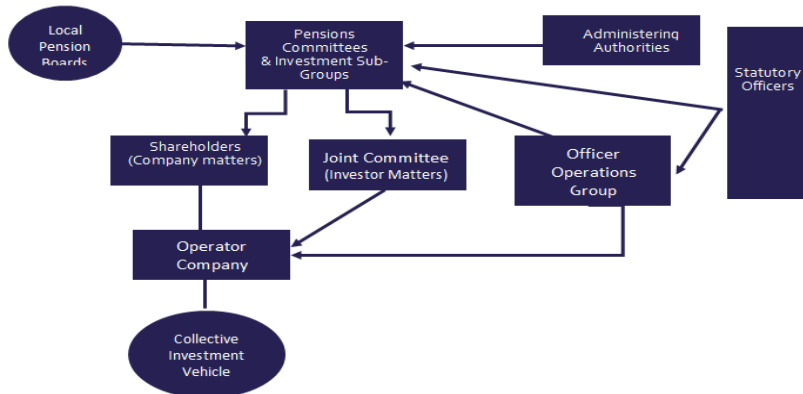 Local
Pension
Boards
Pensions
Committees
& Investment Sub-
Groups
Administering
Authorities
Statutory
Officers
Shareholders
(Company matters)
Joint Committee
(Investor Matters)
Officer
Operations
Group
Operator
Company
Collective
Investment
Vehicle